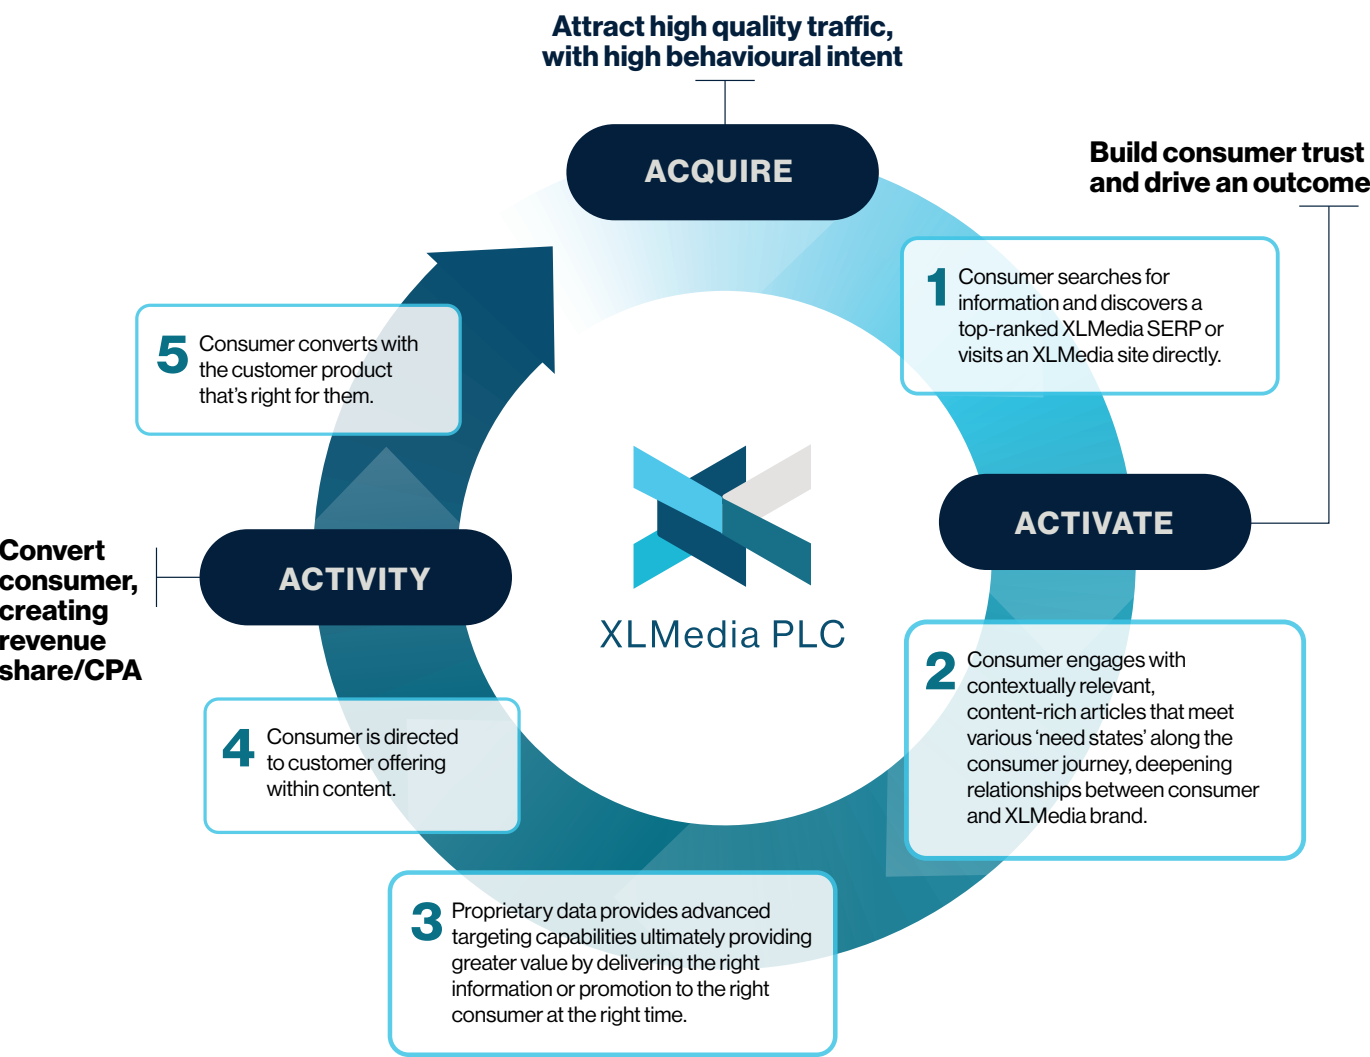 Attract high quality traffic,
with high behavioural intent
ACQUIRE
Build consumer trust
and drive an outcome
1
Consumer searches for
information and discovers a
top-ranked XLMedia SERP or
visits an XLMedia site directly.
ACTIVATE
2
Consumer engages with
contextually relevant,
content-rich articles that meet
various ‘need states’ along the
consumer journey, deepening
relationships between consumer
and XLMedia brand.
3
Proprietary data provides advanced
targeting capabilities ultimately providing
greater value by delivering the right
information or promotion to the right
consumer at the right time.
4
Consumer is directed
to customer offering
within content.
ACTIVITY
Convert
consumer,
creating
revenue
share/CPA
5
Consumer converts with
the customer product
that’s right for them.
XLMedia PLC